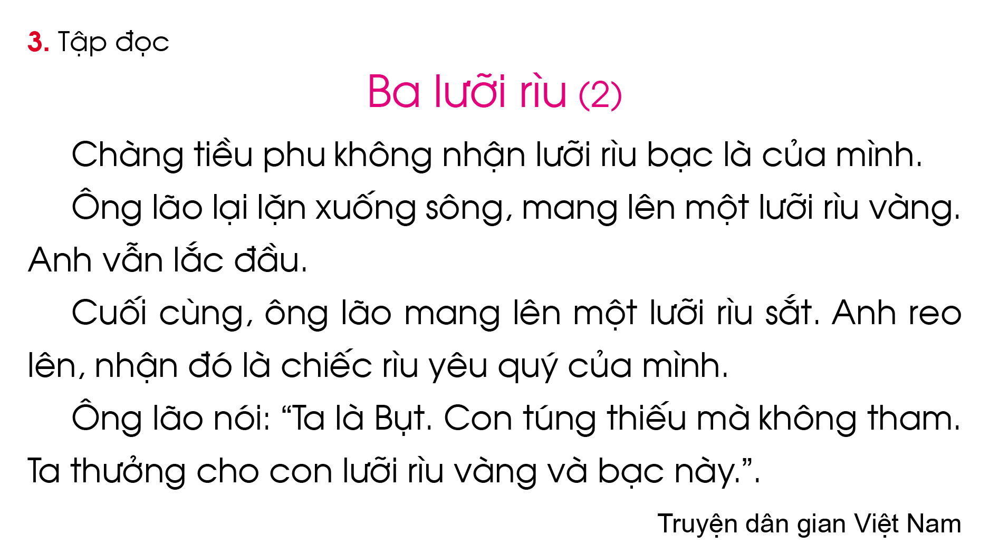 3. Tập đọc
Ba lưỡi rìu (2)
Chàng tiều phu không nhận lưỡi rìu bạc là của mình.
Ông lão lại lặn xuống sông, mang lên một lưỡi rìu vàng.
Anh vẫn lắc đầu.
Cuối cùng, ông lão mang lên một lưỡi rìu sắt. Anh reo
lên, nhận đó là chiếc rìu yêu quý của mình.
Ông lão nói: “Ta là Bụt. Con túng thiếu mà không tham.
Ta thưởng cho con lưỡi rìu vàng và bạc này.”.
Truyện dân gian Việt Nam